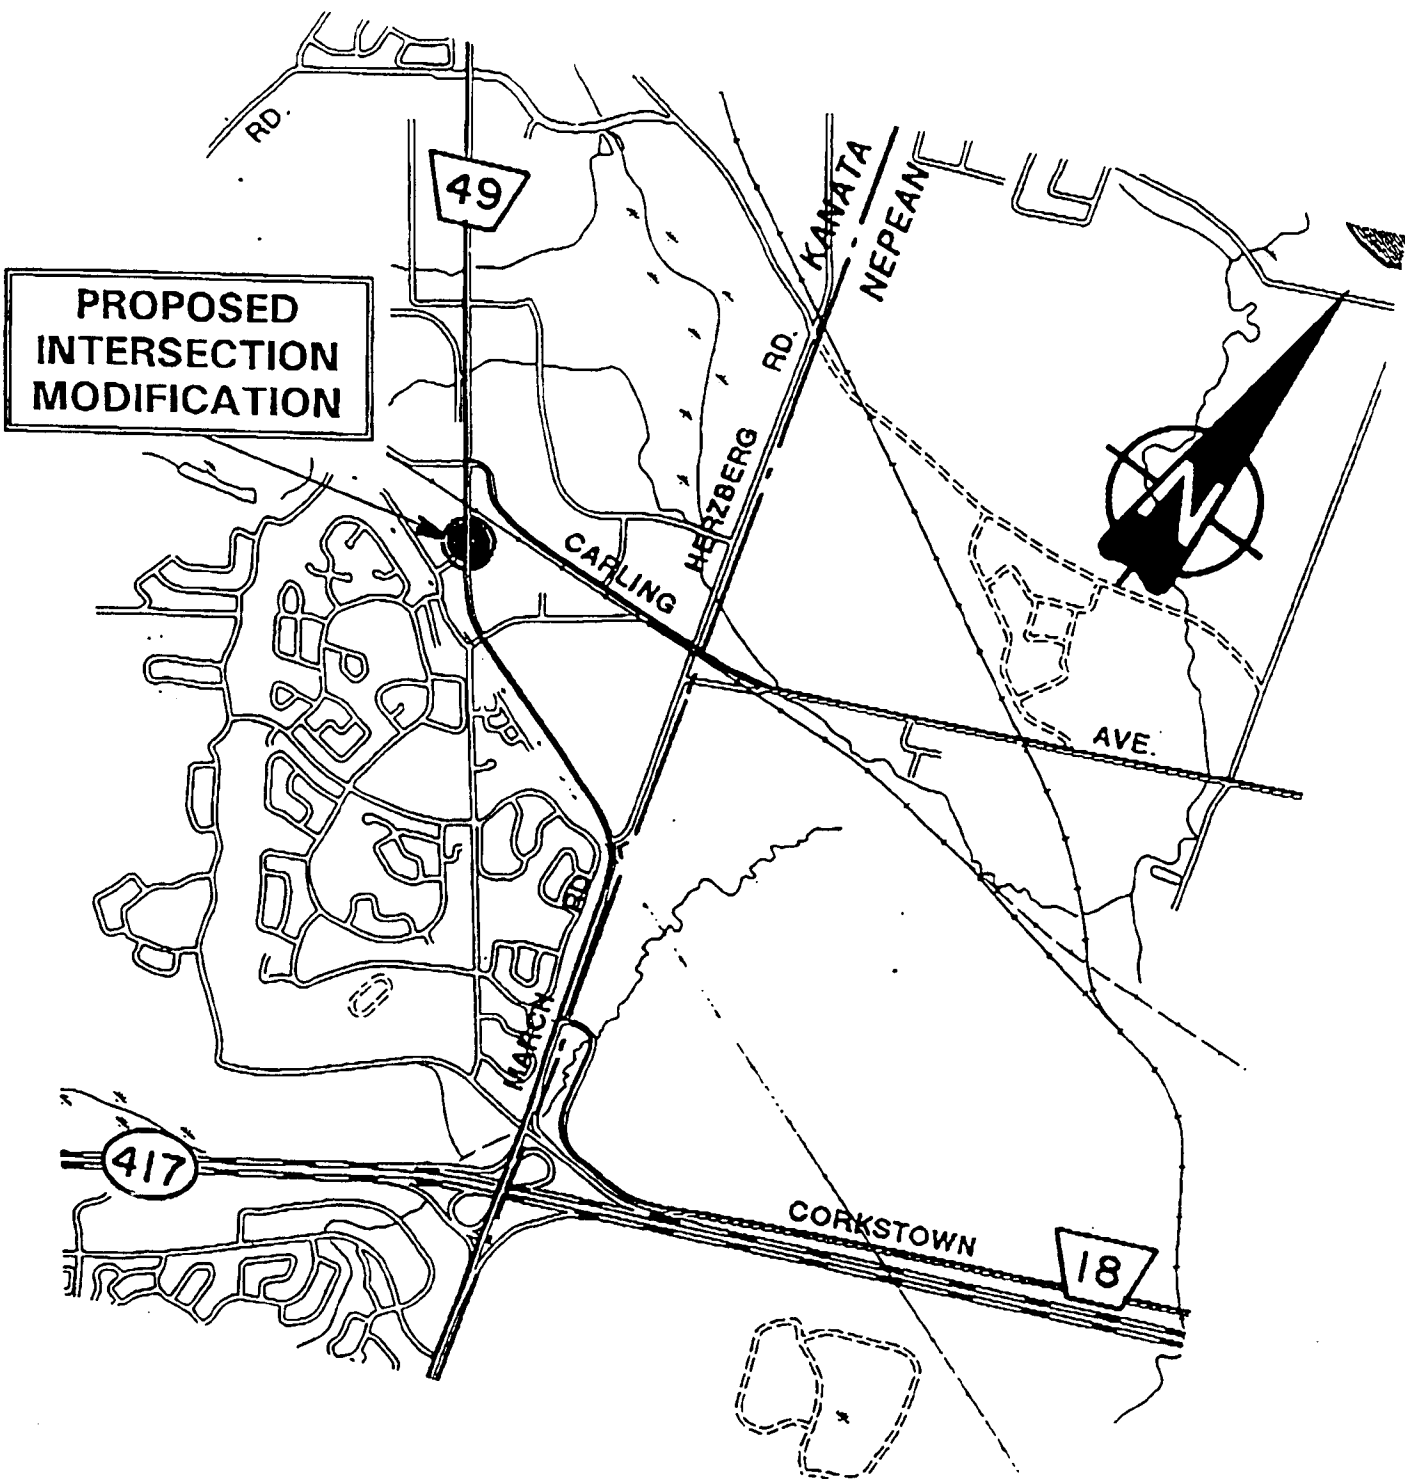 RD.
49
KANATA
NEPEAN
PROPOSED
INTERSECTION
MODIFICATION
HERZBERG RD.
N
CARLING AVE.
MARCH RD
417
CORKSTOWN
18